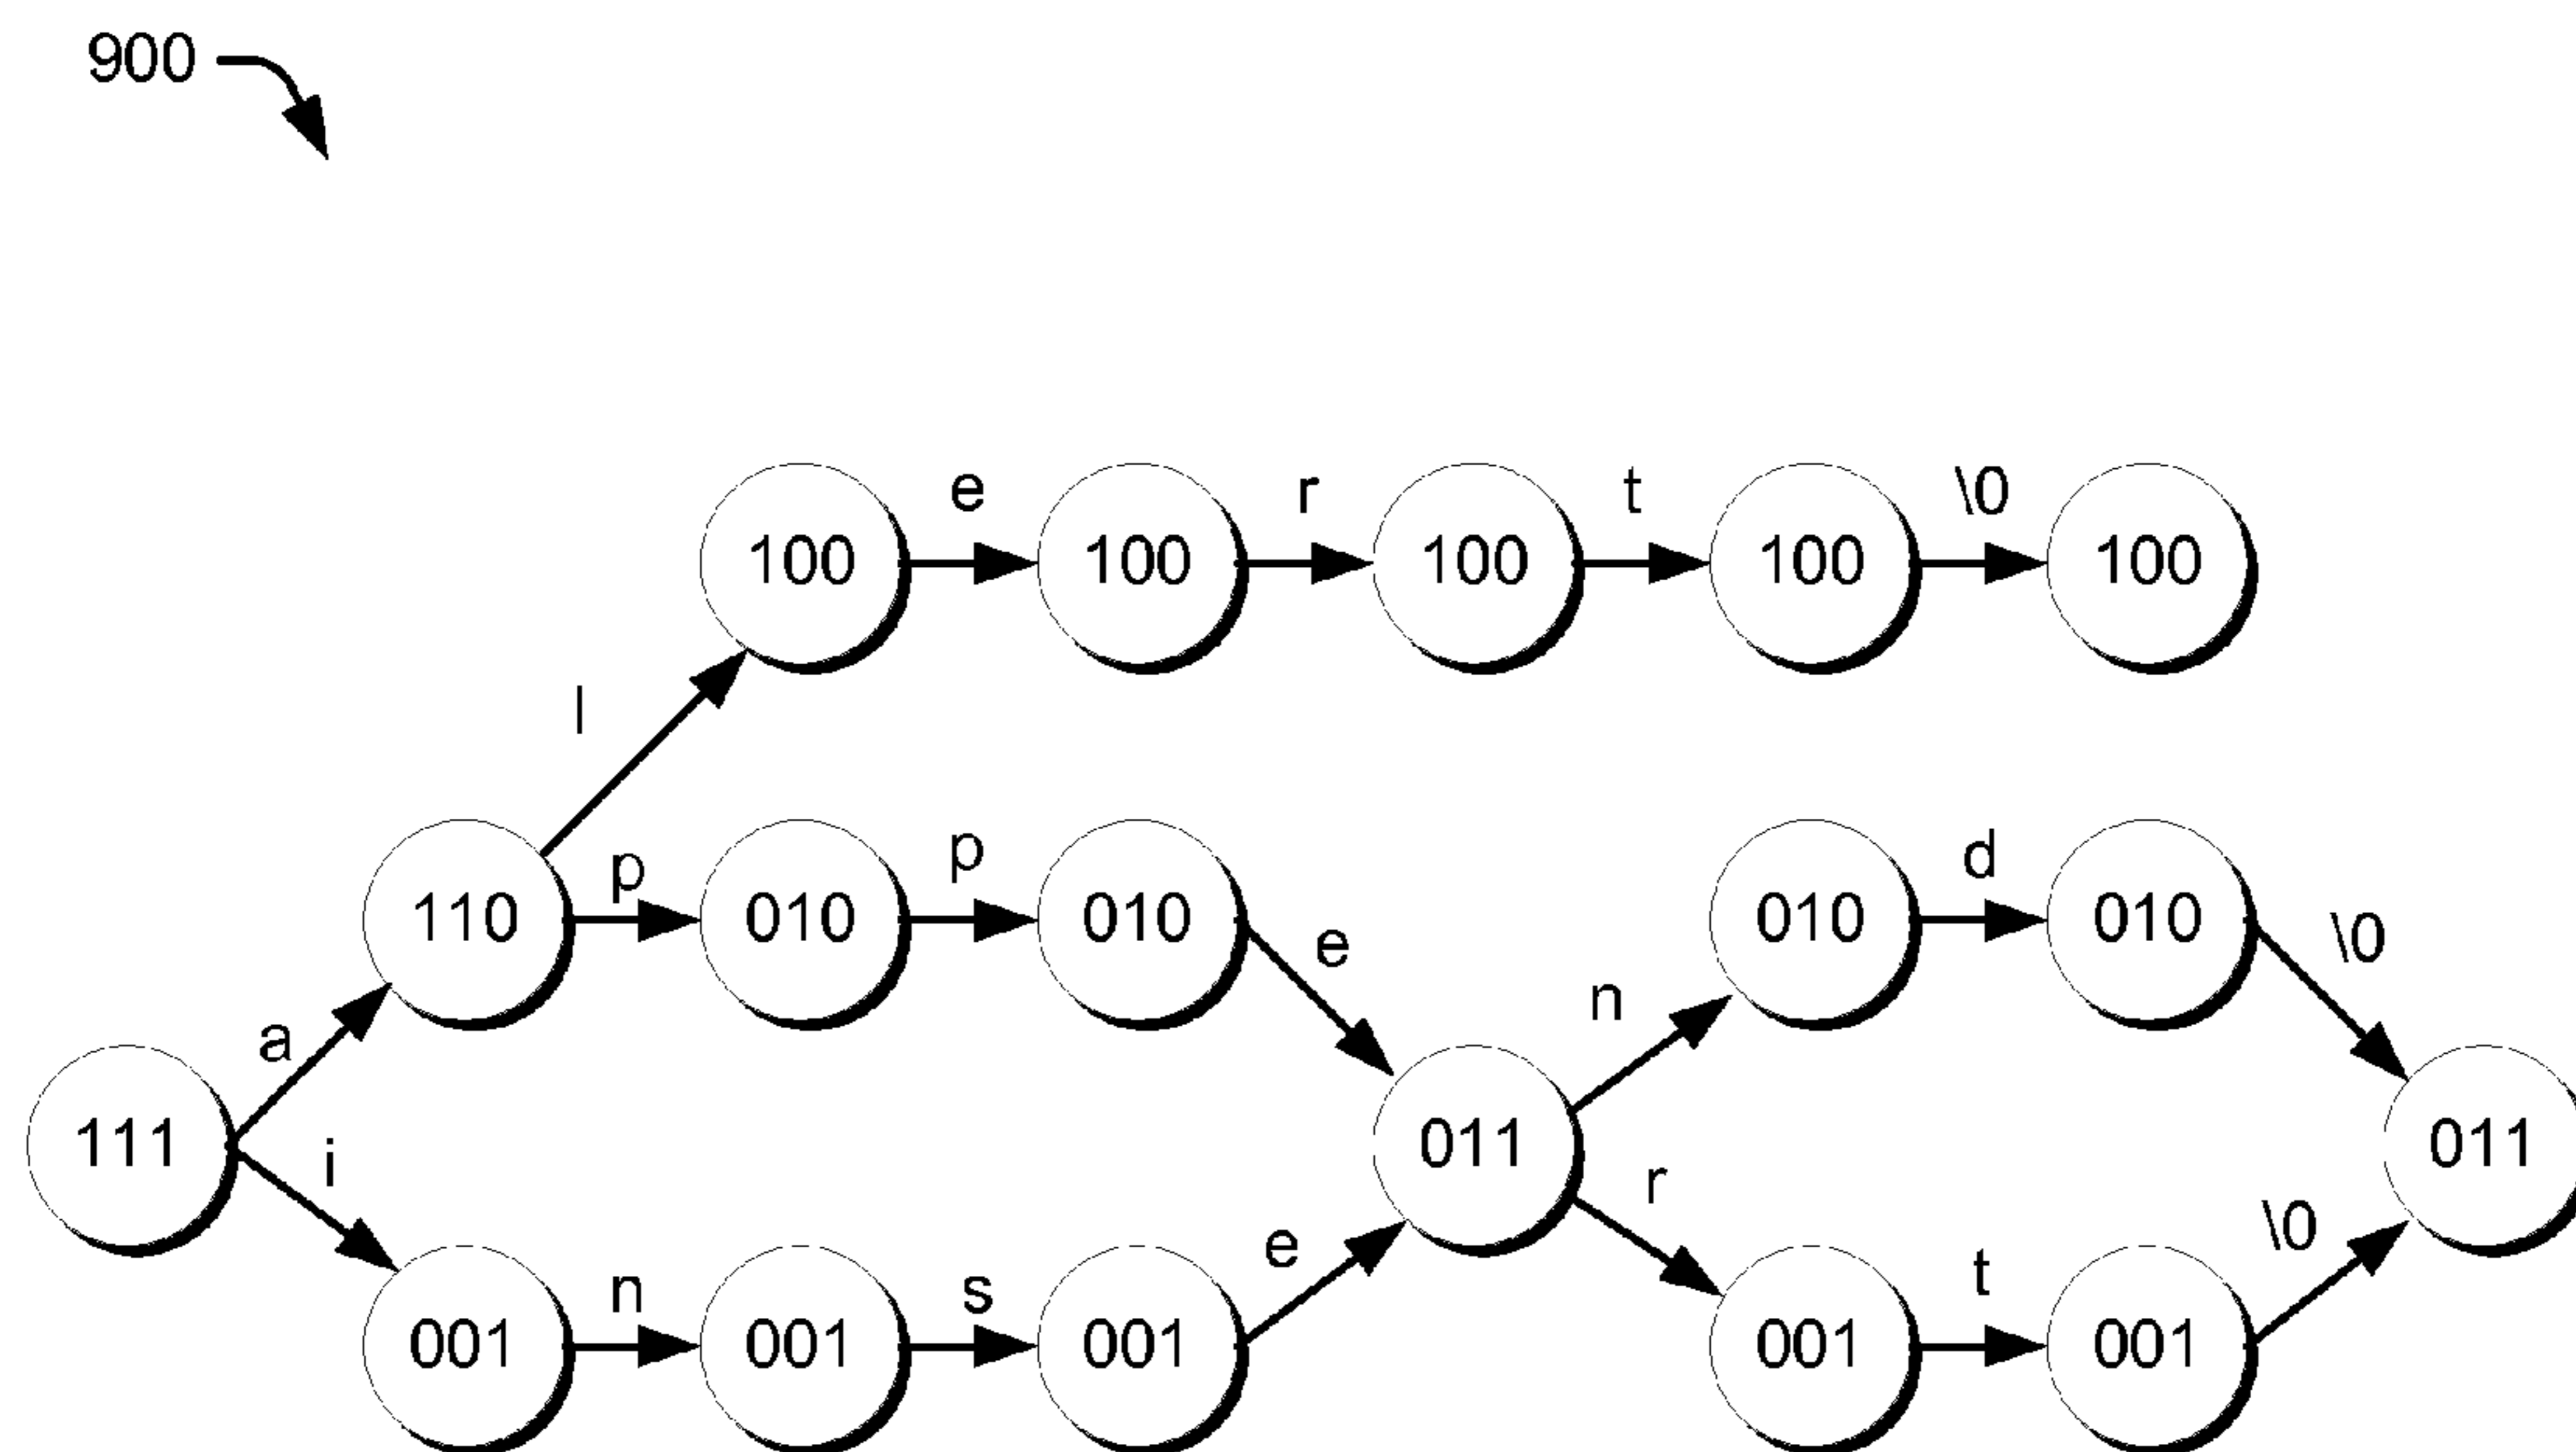 900
e r t \0
100 100 100 100 100
l
p p d
110 010 010 010 010
e \0
n
a
111 011 011
i r
e \0
n s t
001 001 001 001 001